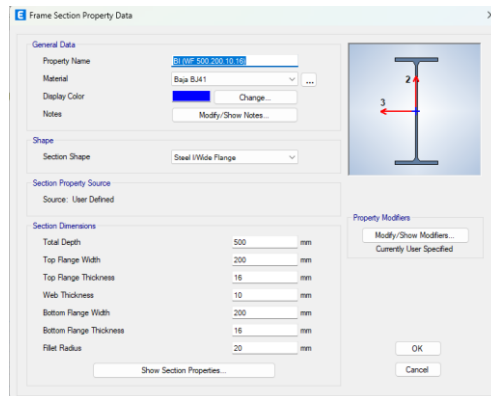 E Frame Section Property Data X
General Data
Property Name BI (WF 500.200.10.16)
Material Baja BJ41 ...
Display Color Change...
Notes Modify/Show Notes...
Shape
Section Shape Steel I/Wide Flange
Section Property Source
Source: User Defined
Section Dimensions
Total Depth 500 mm
Top Flange Width 200 mm
Top Flange Thickness 16 mm
Web Thickness 10 mm
Bottom Flange Width 200 mm
Bottom Flange Thickness 16 mm
Fillet Radius 20 mm
Show Section Properties...
2
3
Property Modifiers
Modify/Show Modifiers...
Currently User Specified
OK
Cancel